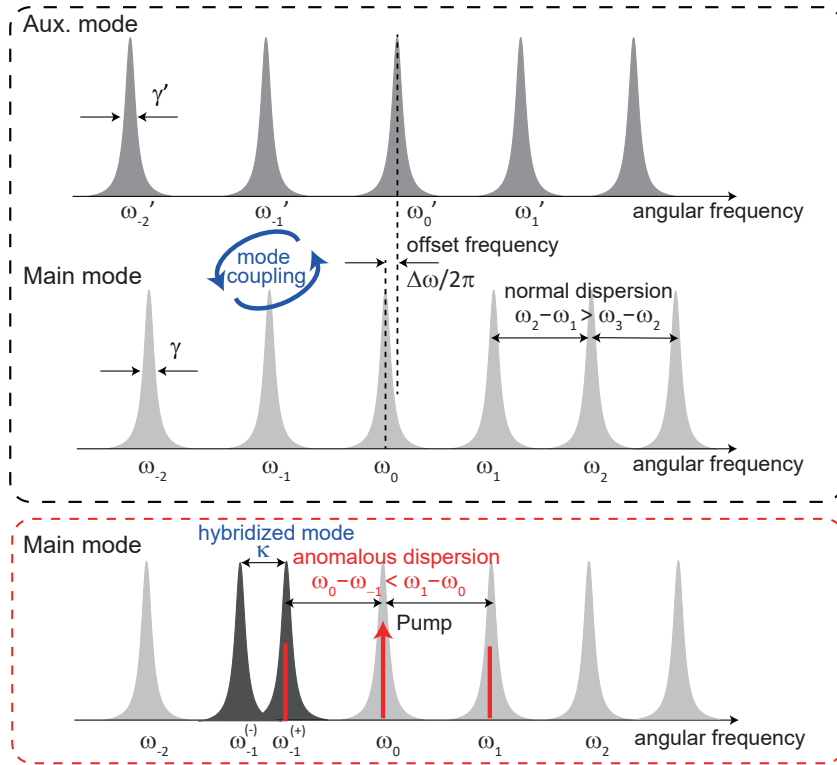 Aux. mode
γ'
ω₋₂' ω₋₁' ω₀' ω₁' angular frequency
offset frequency
Δω/2π
mode
coupling
Main mode
normal dispersion
ω₂−ω₁ > ω₃−ω₂
γ
ω₋₂ ω₋₁ ω₀ ω₁ ω₂ angular frequency
Main mode
hybridized mode
κ
anomalous dispersion
ω₀−ω₋₁ < ω₁−ω₀
Pump
ω₋₂ ω₋₁⁽⁻⁾ ω₋₁⁽⁺⁾ ω₀ ω₁ ω₂ angular frequency